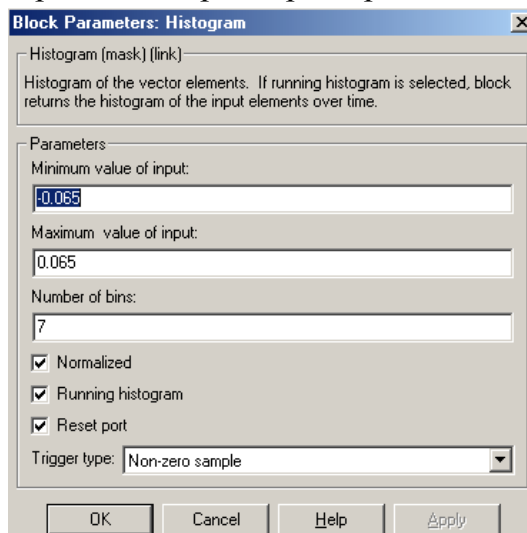 Block Parameters: Histogram
Histogram (mask) (link)
Histogram of the vector elements. If running histogram is selected, block
returns the histogram of the input elements over time.
Parameters
Minimum value of input:
-0.065
Maximum value of input:
0.065
Number of bins:
7
Normalized
Running histogram
Reset port
Trigger type: Non-zero sample
OK Cancel Help Apply